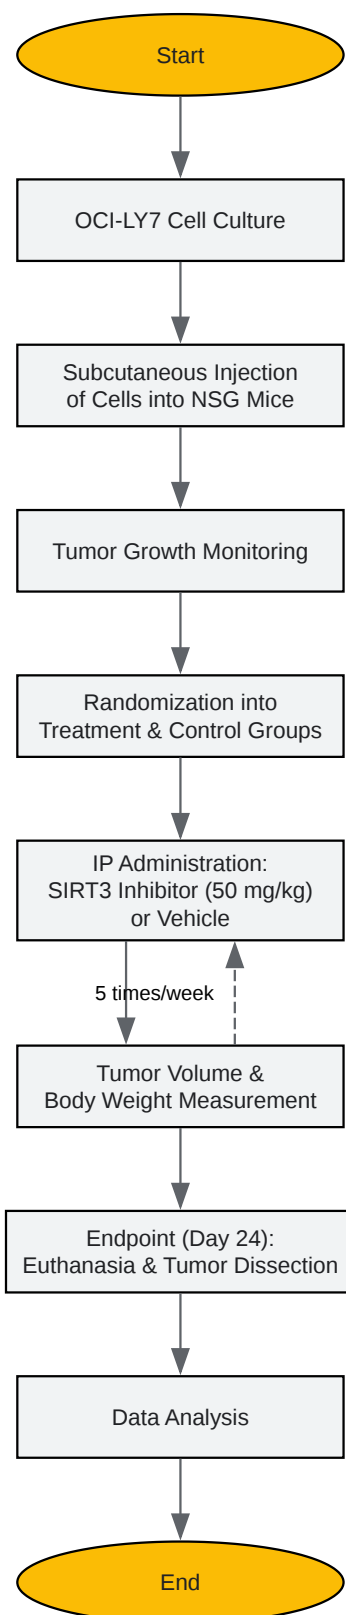 Start
OCI-LY7 Cell Culture
Subcutaneous Injection
of Cells into NSG Mice
Tumor Growth Monitoring
Randomization into
Treatment & Control Groups
IP Administration:
SIRT3 Inhibitor (50 mg/kg)
or Vehicle
5 times/week
Tumor Volume &
Body Weight Measurement
Endpoint (Day 24):
Euthanasia & Tumor Dissection
Data Analysis
End